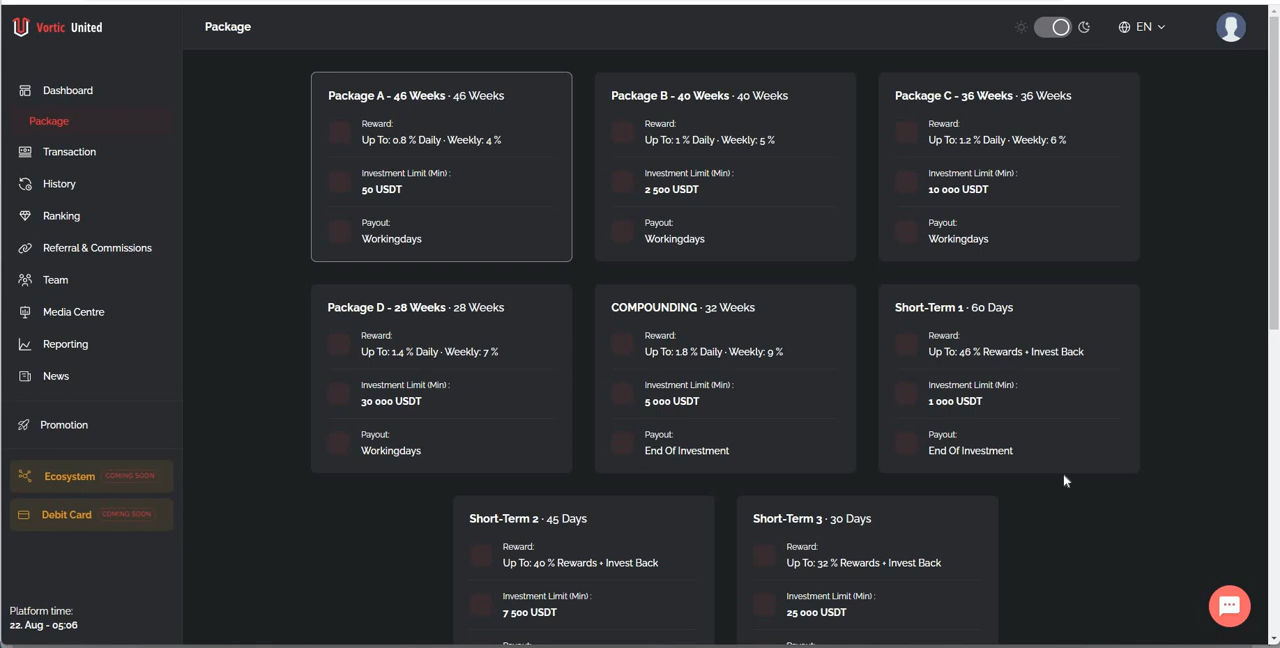 Vortic United
Package
EN
Dashboard
Package
Transaction
History
Ranking
Referral & Commissions
Team
Media Centre
Reporting
News
Promotion
Ecosystem COMING SOON
Debit Card COMING SOON
Platform time:
22. Aug - 05:06
Package A - 46 Weeks · 46 Weeks
Reward:
Up To: 0.8 % Daily · Weekly: 4 %
Investment Limit (Min) :
50 USDT
Payout:
Workingdays
Package B - 40 Weeks · 40 Weeks
Reward:
Up To: 1 % Daily · Weekly: 5 %
Investment Limit (Min) :
2 500 USDT
Payout:
Workingdays
Package C - 36 Weeks · 36 Weeks
Reward:
Up To: 1.2 % Daily · Weekly: 6 %
Investment Limit (Min) :
10 000 USDT
Payout:
Workingdays
Package D - 28 Weeks · 28 Weeks
Reward:
Up To: 1.4 % Daily · Weekly: 7 %
Investment Limit (Min) :
30 000 USDT
Payout:
Workingdays
COMPOUNDING · 32 Weeks
Reward:
Up To: 1.8 % Daily · Weekly: 9 %
Investment Limit (Min) :
5 000 USDT
Payout:
End Of Investment
Short-Term 1 · 60 Days
Reward:
Up To: 46 % Rewards + Invest Back
Investment Limit (Min) :
1 000 USDT
Payout:
End Of Investment
Short-Term 2 · 45 Days
Reward:
Up To: 40 % Rewards + Invest Back
Investment Limit (Min) :
7 500 USDT
Short-Term 3 · 30 Days
Reward:
Up To: 32 % Rewards + Invest Back
Investment Limit (Min) :
25 000 USDT